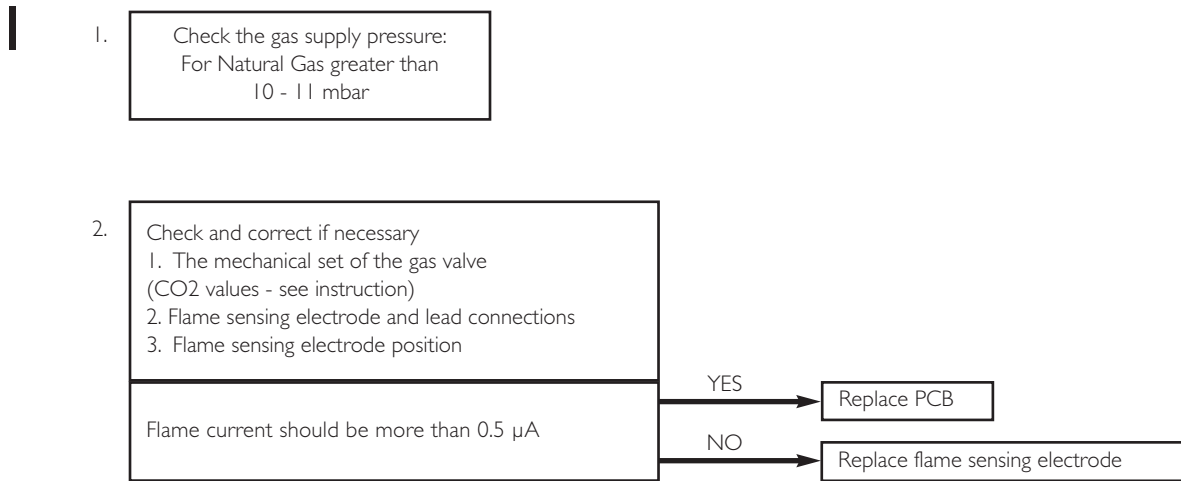 1.
Check the gas supply pressure:
For Natural Gas greater than
10 - 11 mbar
2.
Check and correct if necessary
1. The mechanical set of the gas valve
(CO2 values - see instruction)
2. Flame sensing electrode and lead connections
3. Flame sensing electrode position
Flame current should be more than 0.5 µA
YES
Replace PCB
NO
Replace flame sensing electrode